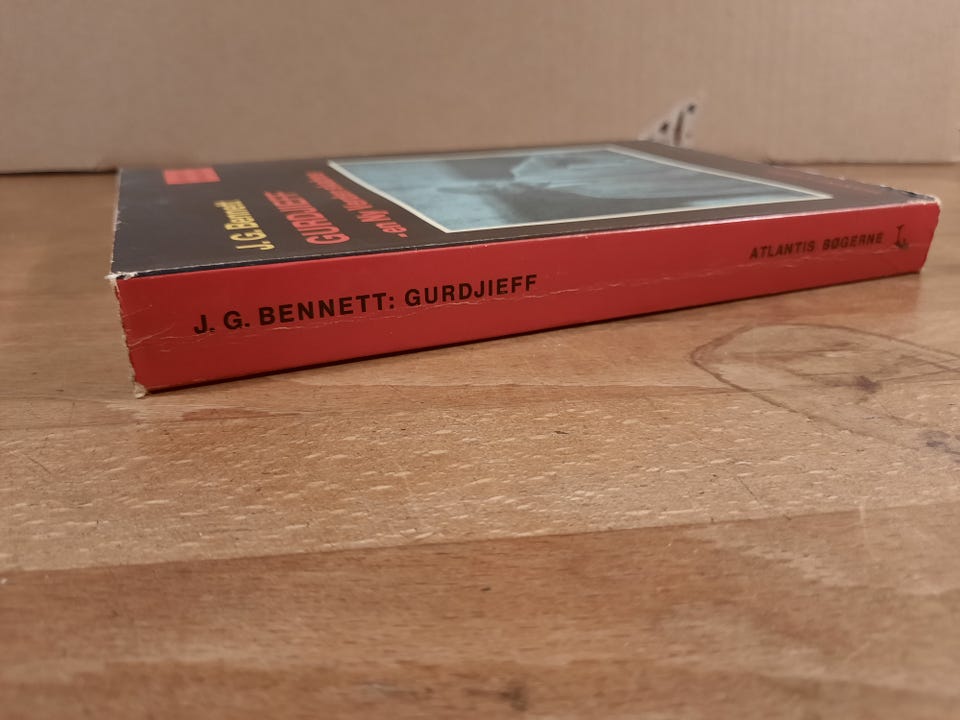 J. G. BENNETT: GURDJIEFF
ATLANTIS BØGERNE
J. G. Bennett
GURDJIEFF